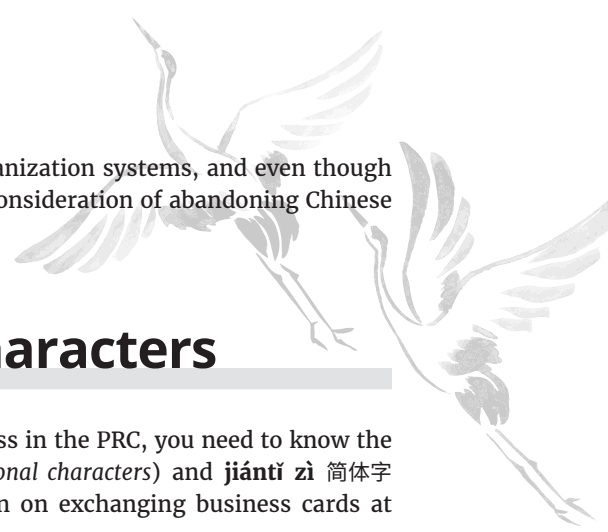 anization systems, and even though
onsideration of abandoning Chinese
aracters
ss in the PRC, you need to know the
onal characters) and jiántǐ zì 简体字
n on exchanging business cards at